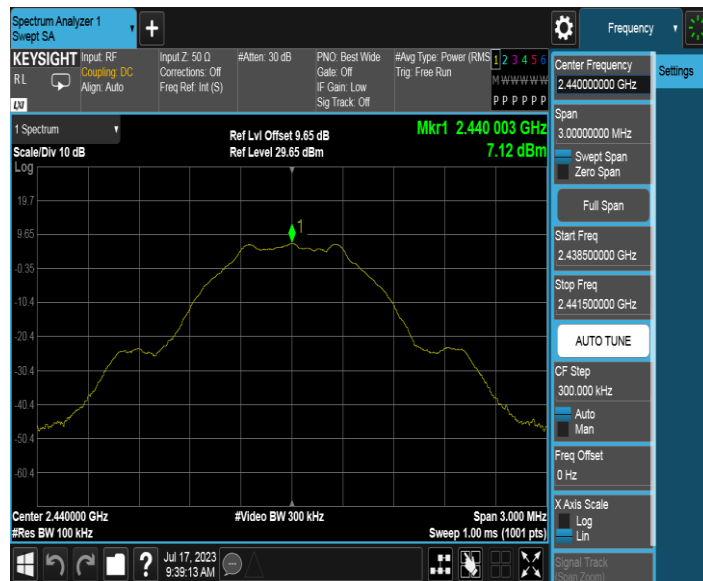 Spectrum Analyzer 1
Swept SA
+
Frequency
KEYSIGHT
RL
LXI
Input: RF
Coupling: DC
Align: Auto
Input Z: 50 Ω
Corrections: Off
Freq Ref: Int (S)
#Atten: 30 dB
PNO: Best Wide
Gate: Off
IF Gain: Low
Sig Track: Off
#Avg Type: Power (RMS
Trig: Free Run
1 2 3 4 5 6
M W W W W W
P P P P P P
1 Spectrum
Scale/Div 10 dB
Ref Lvl Offset 9.65 dB
Ref Level 29.65 dBm
Mkr1 2.440 003 GHz
7.12 dBm
Log
19.7
9.65
-0.35
-10.4
-20.4
-30.4
-40.4
-50.4
-60.4
1
Center 2.440000 GHz
#Res BW 100 kHz
#Video BW 300 kHz
Span 3.000 MHz
Sweep 1.00 ms (1001 pts)
Center Frequency
2.440000000 GHz
Settings
Span
3.00000000 MHz
Swept Span
Zero Span
Full Span
Start Freq
2.438500000 GHz
Stop Freq
2.441500000 GHz
AUTO TUNE
CF Step
300.000 kHz
Auto
Man
Freq Offset
0 Hz
X Axis Scale
Log
Lin
Signal Track
(Span Zoom)
?
Jul 17, 2023
9:39:13 AM